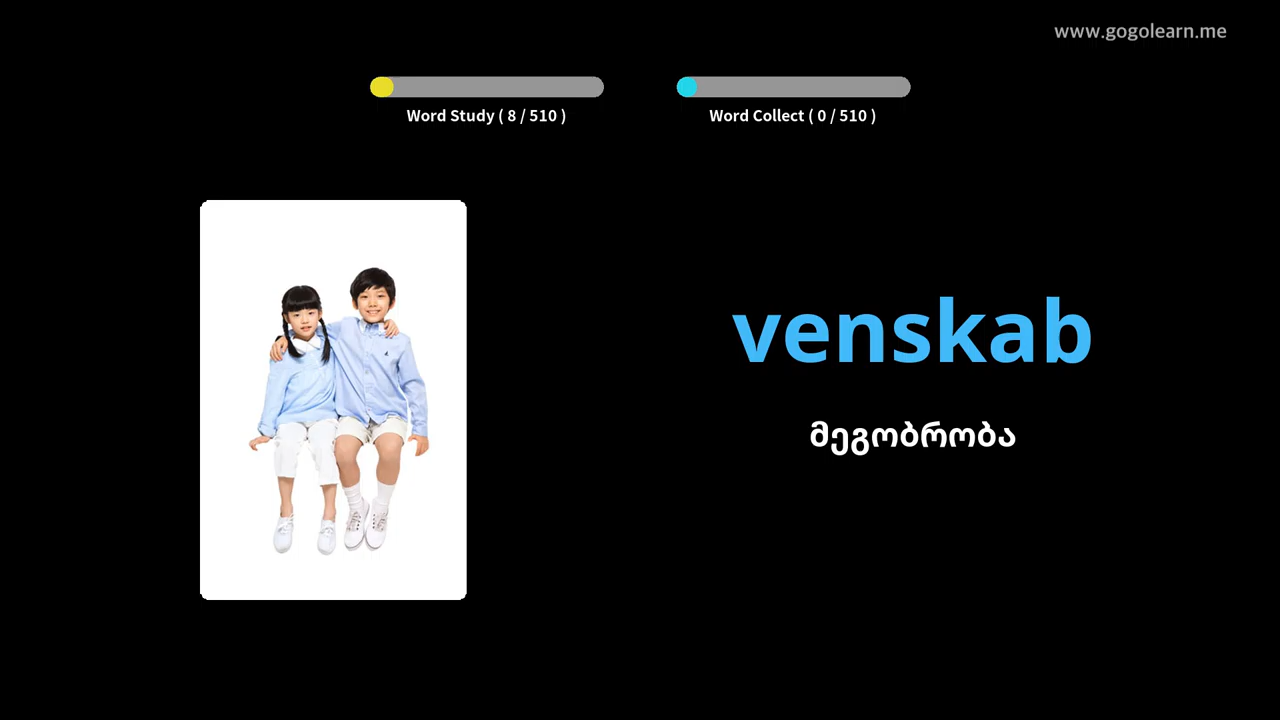 www.gogolearn.me
Word Study ( 8 / 510 )
Word Collect ( 0 / 510 )
venskab
მეგობრობა